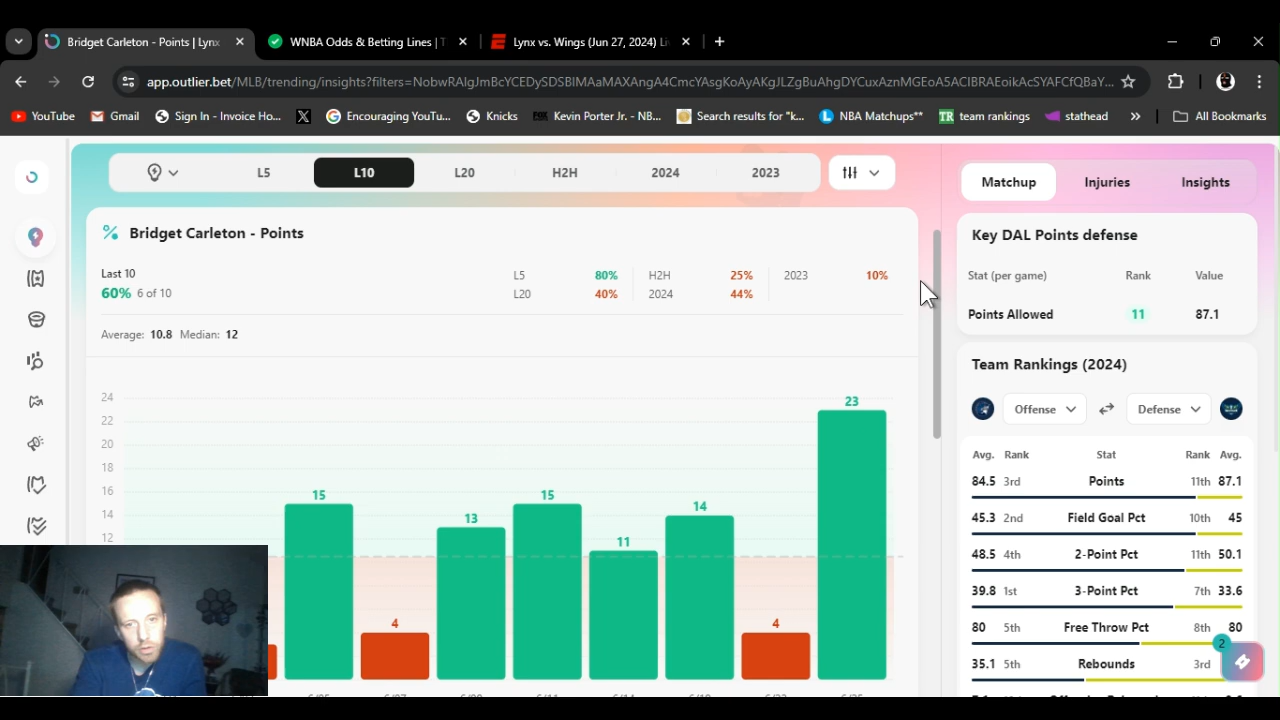 Bridget Carleton - Points | Lynx
WNBA Odds & Betting Lines | T
Lynx vs. Wings (Jun 27, 2024) Li
app.outlier.bet/MLB/trending/insights?filters=
YouTube
Gmail
Sign In - Invoice Ho...
Encouraging YouTu...
Knicks
Kevin Porter Jr. - NB...
Search results for "k...
NBA Matchups**
team rankings
stathead
All Bookmarks
L5
L10
L20
H2H
2024
2023
Matchup
Injuries
Insights
Bridget Carleton - Points
Last 10
60% 6 of 10
L5 80% H2H 25% 2023 10%
L20 40% 2024 44%
Average: 10.8 Median: 12
24
22
20
18
16
14
12
15
4
13
15
11
14
4
23
Key DAL Points defense
Stat (per game) Rank Value
Points Allowed 11 87.1
Team Rankings (2024)
Offense
Defense
Avg. Rank Stat Rank Avg.
84.5 3rd Points 11th 87.1
45.3 2nd Field Goal Pct 10th 45
48.5 4th 2-Point Pct 11th 50.1
39.8 1st 3-Point Pct 7th 33.6
80 5th Free Throw Pct 8th 80
35.1 5th Rebounds 3rd
2